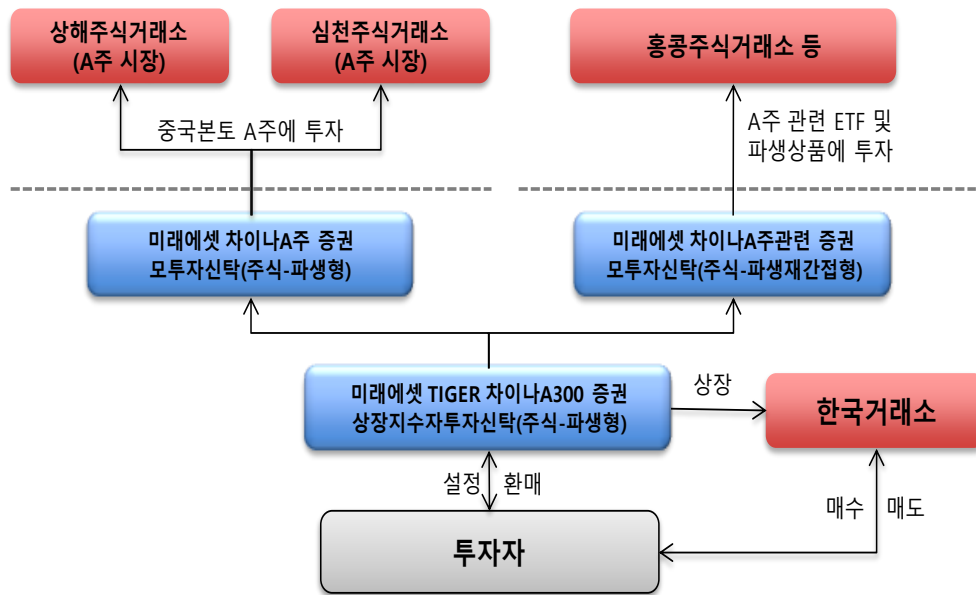 상해주식거래소
(A주 시장)
심천주식거래소
(A주 시장)
홍콩주식거래소 등
중국본토 A주에 투자
A주 관련 ETF 및
파생상품에 투자
미래에셋 차이나A주 증권
모투자신탁(주식-파생형)
미래에셋 차이나A주관련 증권
모투자신탁(주식-파생재간접형)
미래에셋 TIGER 차이나A300 증권
상장지수자투자신탁(주식-파생형)
상장
한국거래소
설정 환매
매수 매도
투자자